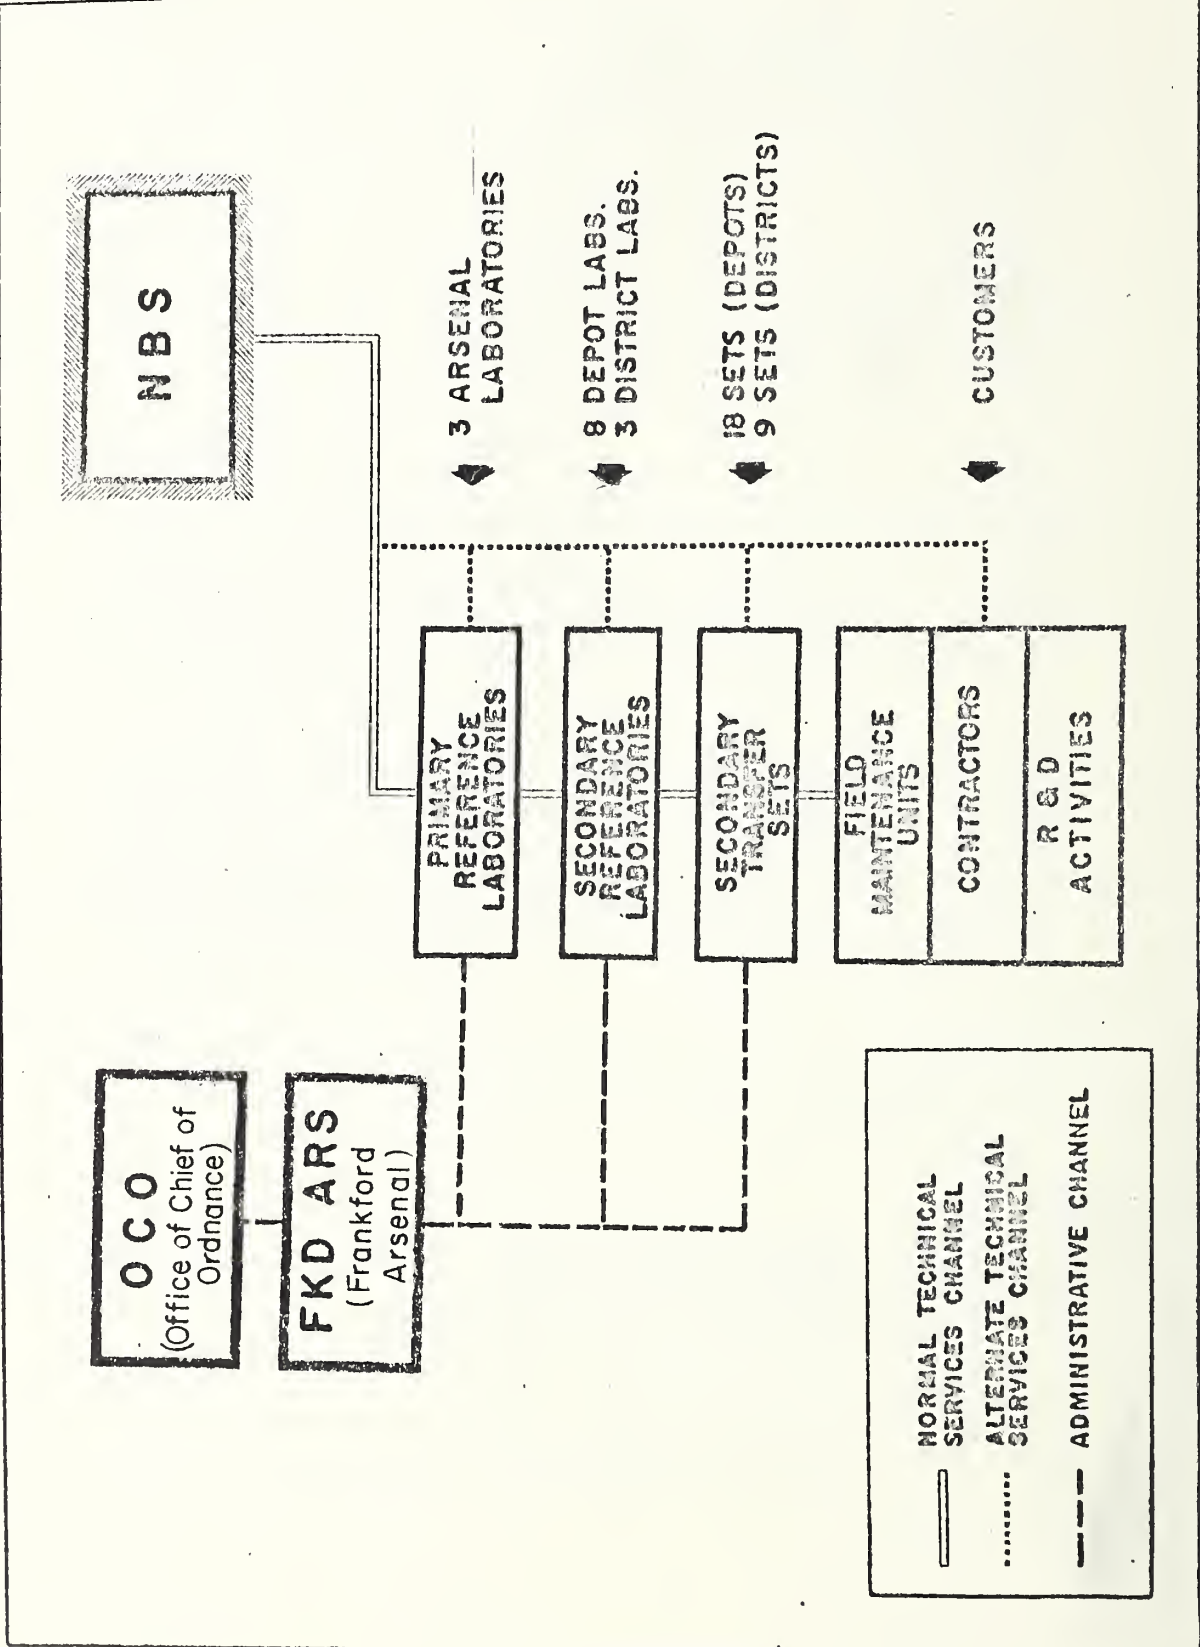 NBS
OCO
(Office of Chief of
Ordnance)
FKD ARS
(Frankford
Arsenal)
PRIMARY
REFERENCE
LABORATORIES
3 ARSENAL
LABORATORIES
SECONDARY
REFERENCE
LABORATORIES
8 DEPOT LABS.
3 DISTRICT LABS.
SECONDARY
TRANSFER
SETS
18 SETS (DEPOTS)
9 SETS (DISTRICTS)
FIELD
MAINTENANCE
UNITS
CONTRACTORS
R & D
ACTIVITIES
CUSTOMERS
NORMAL TECHNICAL
SERVICES CHANNEL
ALTERNATE TECHNICAL
SERVICES CHANNEL
ADMINISTRATIVE CHANNEL